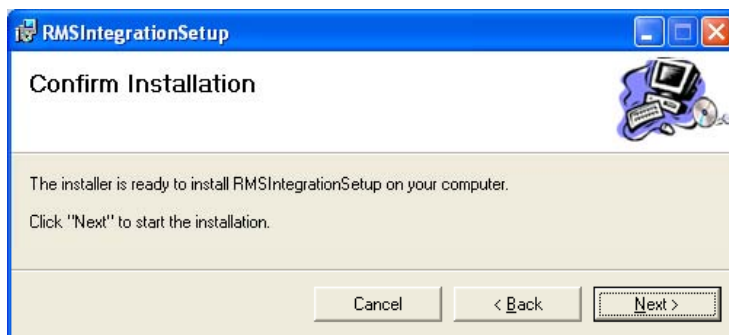 RMSIntegrationSetup
Confirm Installation
The installer is ready to install RMSIntegrationSetup on your computer.
Click "Next" to start the installation.
Cancel
< Back
Next >